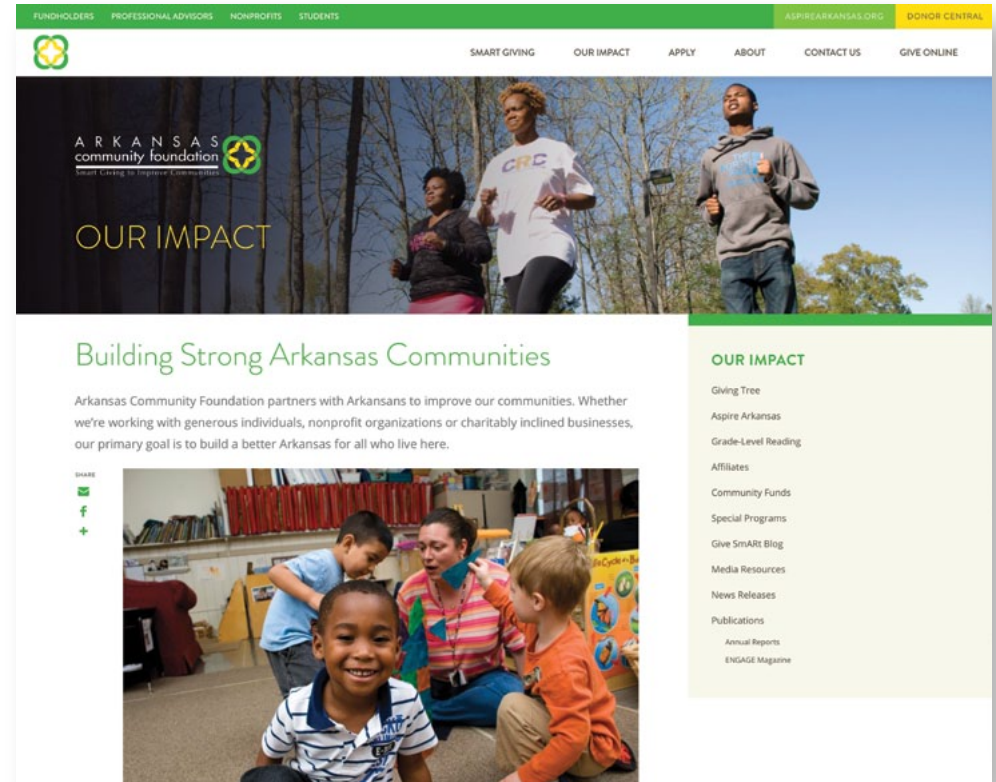 FUNDHOLDERS PROFESSIONAL ADVISORS NONPROFITS STUDENTS ASPIREARKANSAS.ORG DONOR CENTRAL
SMART GIVING OUR IMPACT APPLY ABOUT CONTACT US GIVE ONLINE
ARKANSAS
community foundation
Smart Giving to Improve Communities
CRC
OUR IMPACT
Building Strong Arkansas Communities
Arkansas Community Foundation partners with Arkansans to improve our communities. Whether
we're working with generous individuals, nonprofit organizations or charitably inclined businesses,
our primary goal is to build a better Arkansas for all who live here.
SHARE
OUR IMPACT
Giving Tree
Aspire Arkansas
Grade-Level Reading
Affiliates
Community Funds
Special Programs
Give SmARt Blog
Media Resources
News Releases
Publications
Annual Reports
ENGAGE Magazine